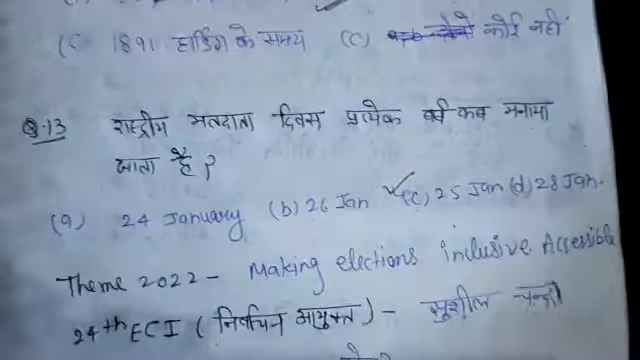 (C 1891 हार्डिंग के समय (C) कोई नहीं
Q.13 राष्ट्रीय मतदाता दिवस प्रत्येक वर्ष कब मनाया
जाता है?
(a) 24 January (b) 26 Jan ✓(c) 25 Jan (d) 28 Jan.
Theme 2022 - Making elections inclusive Accessible
24th ECI (निर्वाचन आयुक्त) - सुशील चन्द्रा